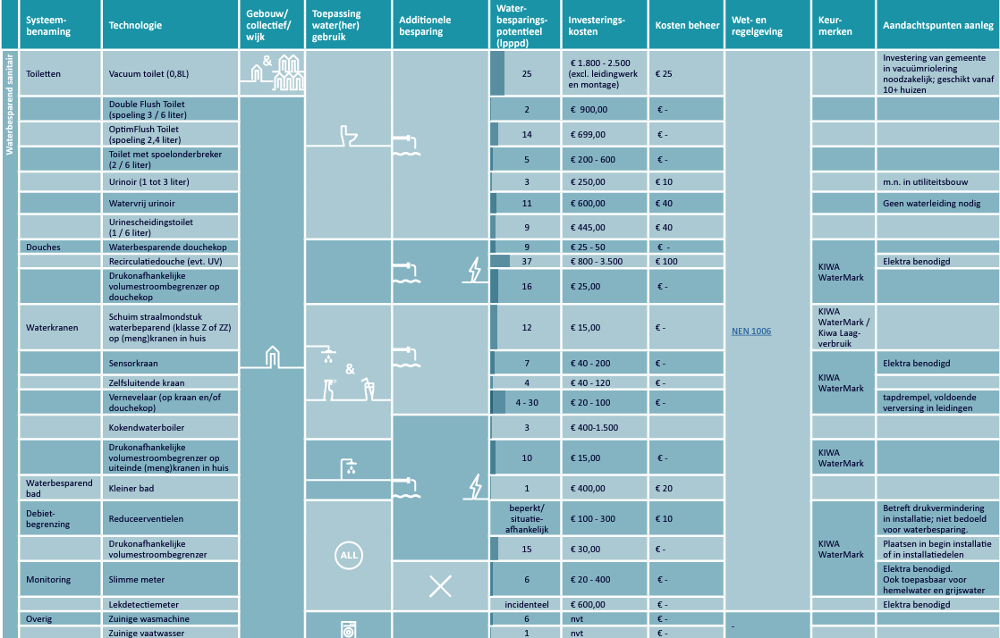 Systeem-
benaming
Technologie
Gebouw/
collectief/
wijk
Toepassing
water(her)
gebruik
Additionele
besparing
Water-
besparings-
potentieel
(lpppd)
Investerings-
kosten
Kosten beheer
Wet- en
regelgeving
Keur-
merken
Aandachtspunten aanleg
Waterbesparend sanitair
Toiletten
Vacuum toilet (0,8L)
&
25
€ 1.800 - 2.500
(excl. leidingwerk
en montage)
€ 25
Investering van gemeente
in vacuümriolering
noodzakelijk; geschikt vanaf
10+ huizen
Double Flush Toilet
(spoeling 3 / 6 liter)
2
€  900,00
€ -
OptimFlush Toilet
(spoeling 2,4 liter)
14
€ 699,00
€ -
Toilet met spoelonderbreker
(2 / 6 liter)
5
€ 200 - 600
€ -
Urinoir (1 tot 3 liter)
3
€ 250,00
€ 10
m.n. in utiliteitsbouw
Watervrij urinoir
11
€ 600,00
€ 40
Geen waterleiding nodig
Urinescheidingstoilet
(1 / 6 liter)
9
€ 445,00
€ 40
Douches
Waterbesparende douchekop
9
€ 25 - 50
€  -
Recirculatiedouche (evt. UV)
37
€ 800 - 3.500
€ 100
KIWA
WaterMark
Elektra benodigd
Drukonafhankelijke
volumestroombegrenzer op
douchekop
16
€ 25,00
€ -
Waterkranen
Schuim straalmondstuk
waterbeparend (klasse Z of ZZ)
op (meng)kranen in huis
12
€ 15,00
€ -
NEN 1006
KIWA
WaterMark /
Kiwa Laag-
verbruik
Sensorkraan
&
7
€ 40 - 200
€ -
KIWA
WaterMark
Elektra benodigd
Zelfsluitende kraan
4
€ 40 - 120
€ -
Vernevelaar (op kraan en/of
douchekop)
4 - 30
€ 20 - 100
€ -
tapdrempel, voldoende
verversing in leidingen
Kokendwaterboiler
3
€ 400-1.500
Drukonafhankelijke
volumestroombegrenzer op
uiteinde (meng)kranen in huis
10
€ 15,00
€ -
KIWA
WaterMark
Waterbesparend
bad
Kleiner bad
1
€ 400,00
€ 20
Debiet-
begrenzing
Reduceerventielen
beperkt/
situatie-
afhankelijk
€ 100 - 300
€ 10
Betreft drukvermindering
in installatie; niet bedoeld
voor waterbesparing.
Drukonafhankelijke
volumestroombegrenzer
ALL
15
€ 30,00
€ -
KIWA
WaterMark
Plaatsen in begin installatie
of in installatiedelen
Monitoring
Slimme meter
6
€ 20 - 400
€ -
Elektra benodigd.
Ook toepasbaar voor
hemelwater en grijswater
Lekdetectiemeter
incidenteel
€ 600,00
€ -
Elektra benodigd
Overig
Zuinige wasmachine
6
nvt
€ -
-
Zuinige vaatwasser
1
nvt
€ -